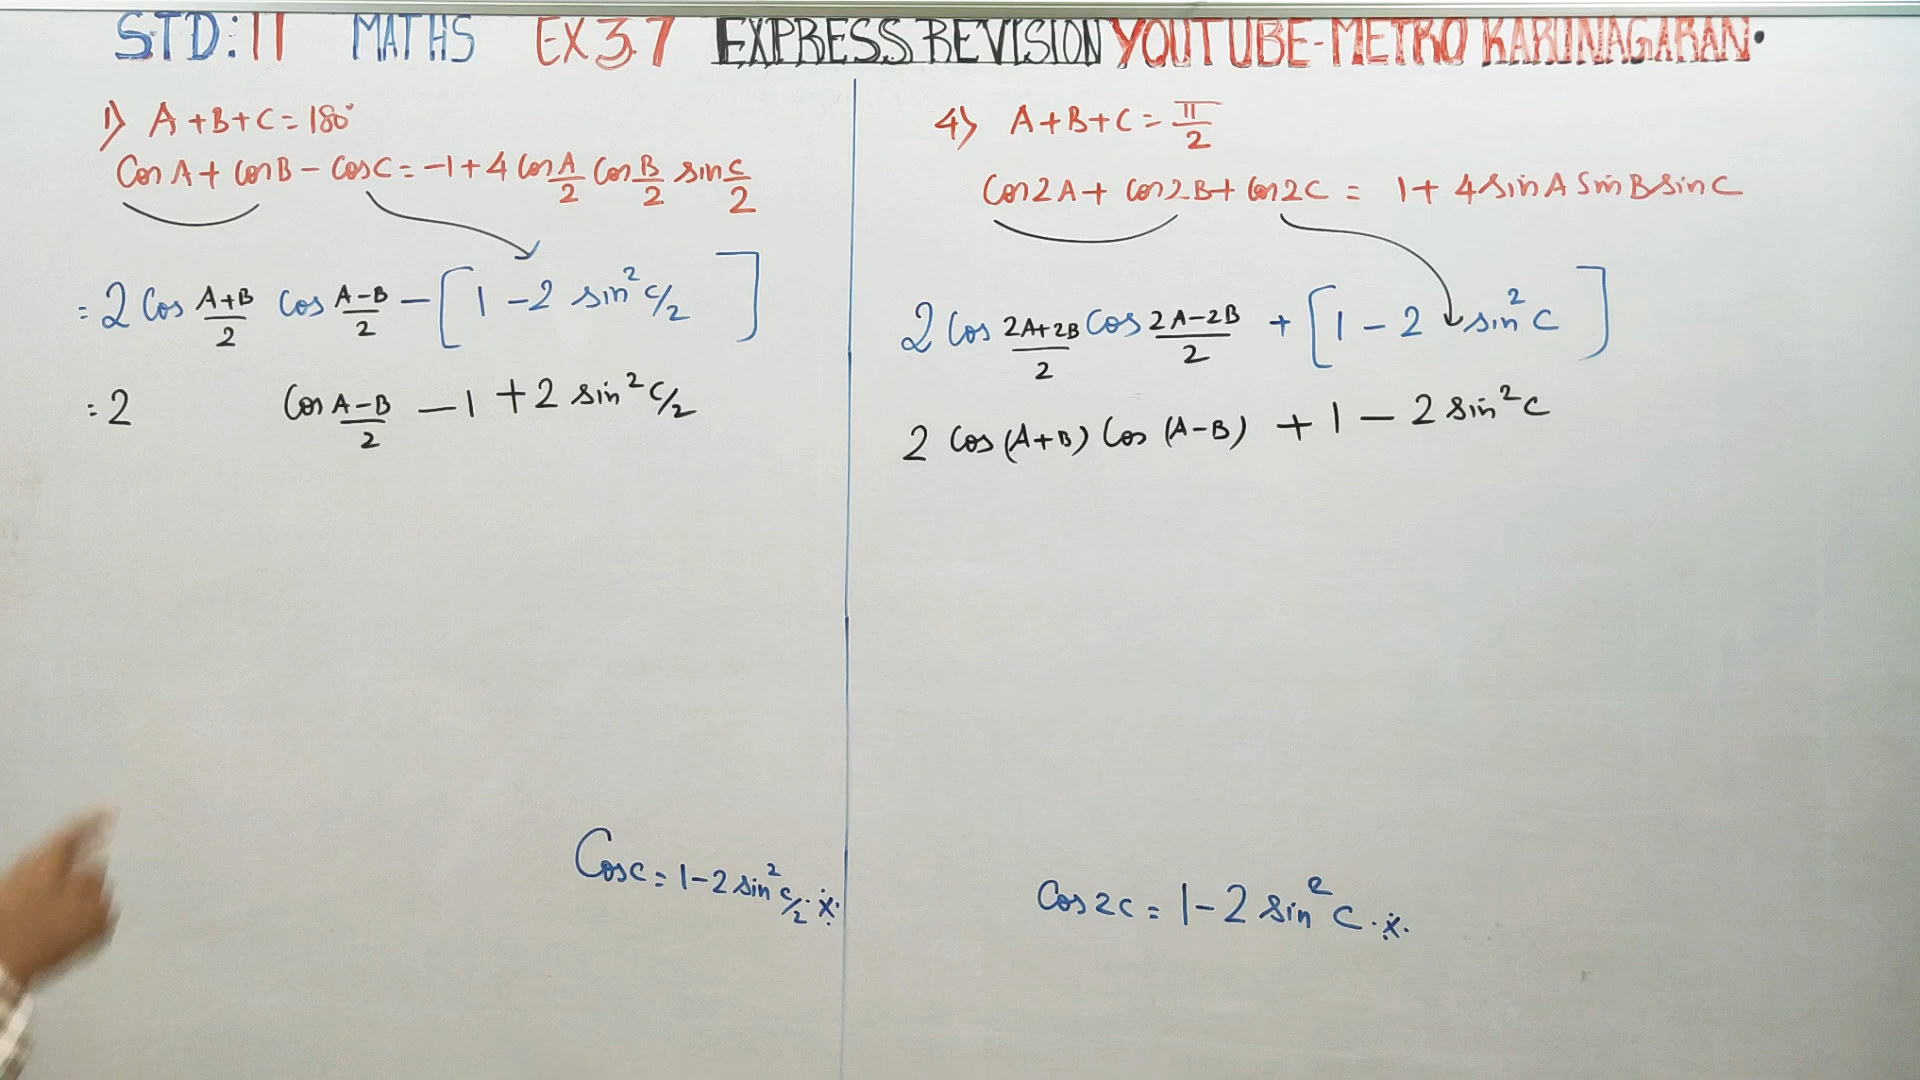 STD:11 MATHS EX 3.7 EXPRESS REVISION YOUTUBE-METRO KARUNAGARAN.
1) A+B+C=180°
Cos A + Cos B - Cos C = -1+4 Cos A/2 Cos B/2 sin C/2
= 2 Cos A+B/2 Cos A-B/2 - [1-2 sin² C/2]
= 2 Cos A-B/2 - 1 + 2 sin² C/2
Cos C = 1-2 sin² C/2 .※.
4) A+B+C = π/2
Cos 2A + Cos 2B + Cos 2C = 1+ 4 sin A Sin B sin C
2 Cos 2A+2B/2 Cos 2A-2B/2 + [1-2 sin² C]
2 Cos (A+B) Cos (A-B) + 1 - 2 sin² C
Cos 2C = 1-2 sin² C .※.